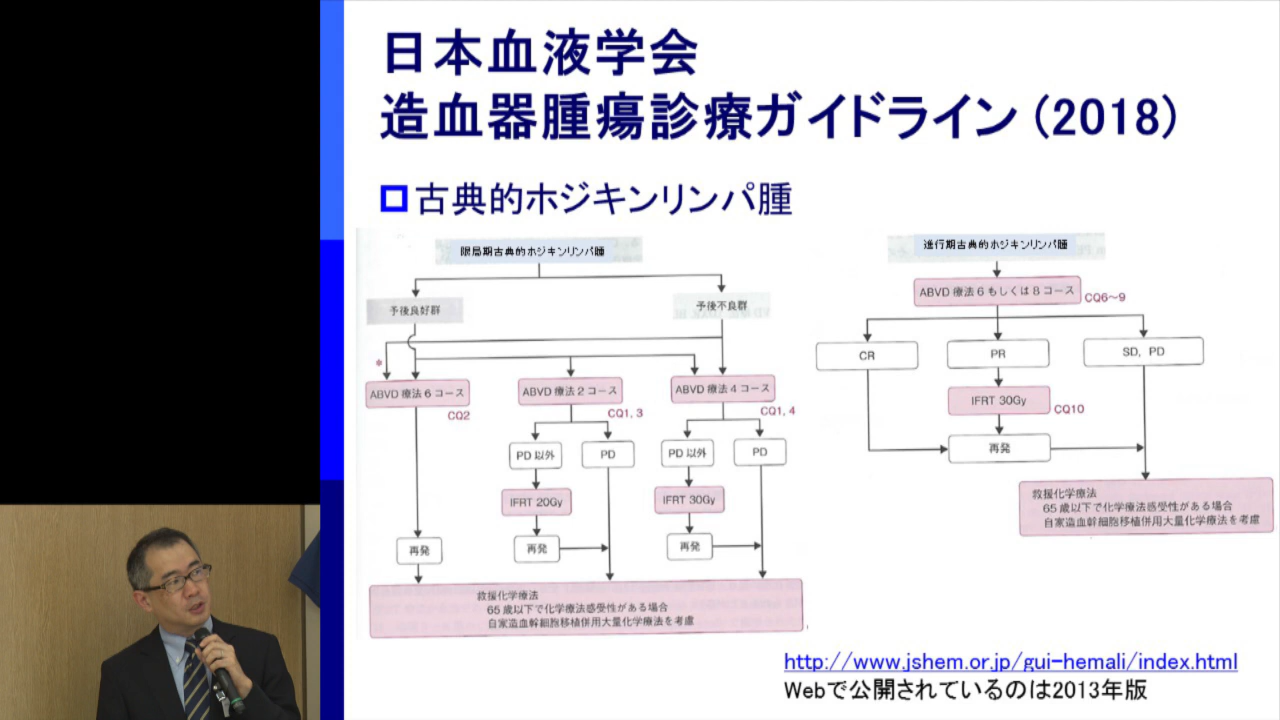 日本血液学会
造血器腫瘍診療ガイドライン (2018)
古典的ホジキンリンパ腫
限局期古典的ホジキンリンパ腫
予後良好群
予後不良群
*
ABVD 療法 6 コース
CQ2
ABVD 療法 2 コース
CQ1, 3
ABVD 療法 4 コース
CQ1, 4
PD 以外
PD
PD 以外
PD
IFRT 20Gy
IFRT 30Gy
再発
再発
再発
救援化学療法
65 歳以下で化学療法感受性がある場合
自家造血幹細胞移植併用大量化学療法を考慮
進行期古典的ホジキンリンパ腫
ABVD 療法 6 もしくは 8 コース
CQ6～9
CR
PR
SD, PD
IFRT 30Gy
CQ10
再発
救援化学療法
65 歳以下で化学療法感受性がある場合
自家造血幹細胞移植併用大量化学療法を考慮
http://www.jshem.or.jp/gui-hemali/index.html
Webで公開されているのは2013年版